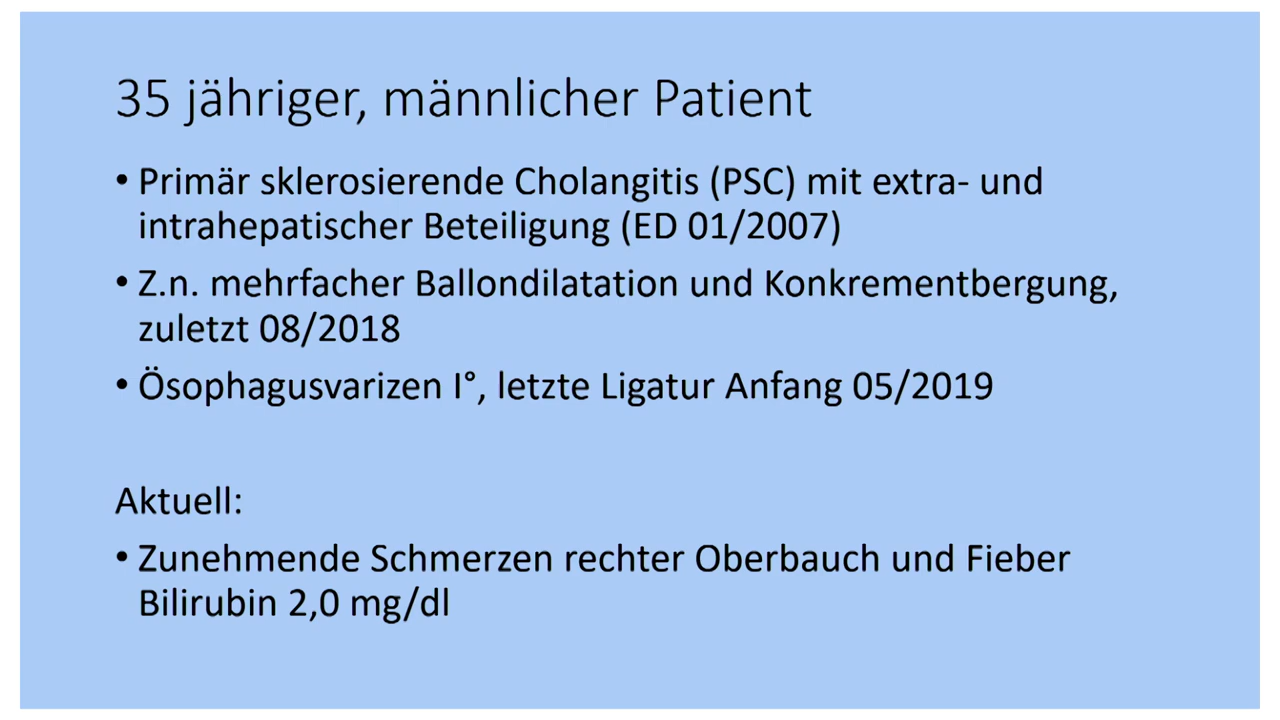 35 jähriger, männlicher Patient
• Primär sklerosierende Cholangitis (PSC) mit extra- und
intrahepatischer Beteiligung (ED 01/2007)
• Z.n. mehrfacher Ballondilatation und Konkrementbergung,
zuletzt 08/2018
• Ösophagusvarizen I°, letzte Ligatur Anfang 05/2019
Aktuell:
• Zunehmende Schmerzen rechter Oberbauch und Fieber
Bilirubin 2,0 mg/dl